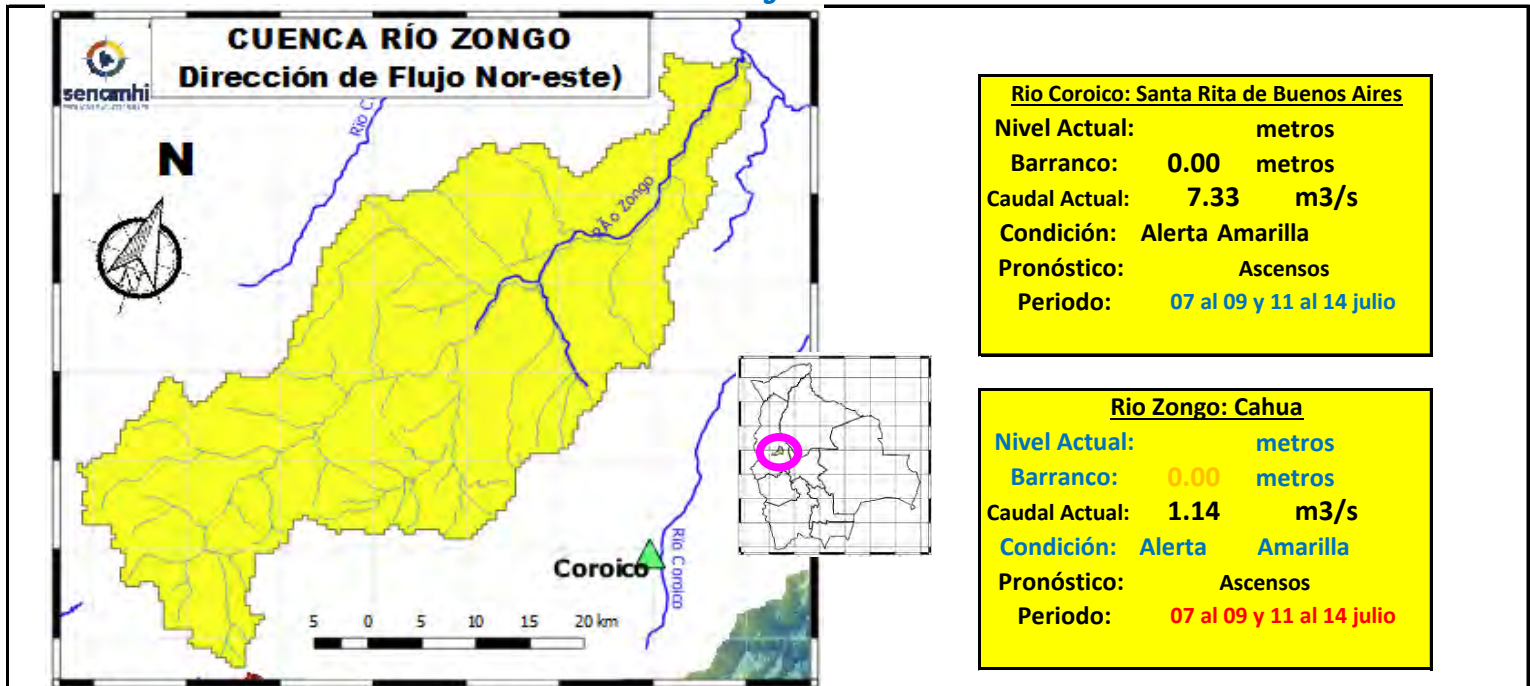 CUENCA RÍO ZONGO
Dirección de Flujo Nor-este)
sencmhi
N
Río C
RÃ­o Zongo
Río Coroico
Coroico
5 0 5 10 15 20 km
Rio Coroico: Santa Rita de Buenos Aires
Nivel Actual: metros
Barranco: 0.00 metros
Caudal Actual: 7.33 m3/s
Condición: Alerta Amarilla
Pronóstico: Ascensos
Periodo: 07 al 09 y 11 al 14 julio
Rio Zongo: Cahua
Nivel Actual: metros
Barranco: 0.00 metros
Caudal Actual: 1.14 m3/s
Condición: Alerta Amarilla
Pronóstico: Ascensos
Periodo: 07 al 09 y 11 al 14 julio